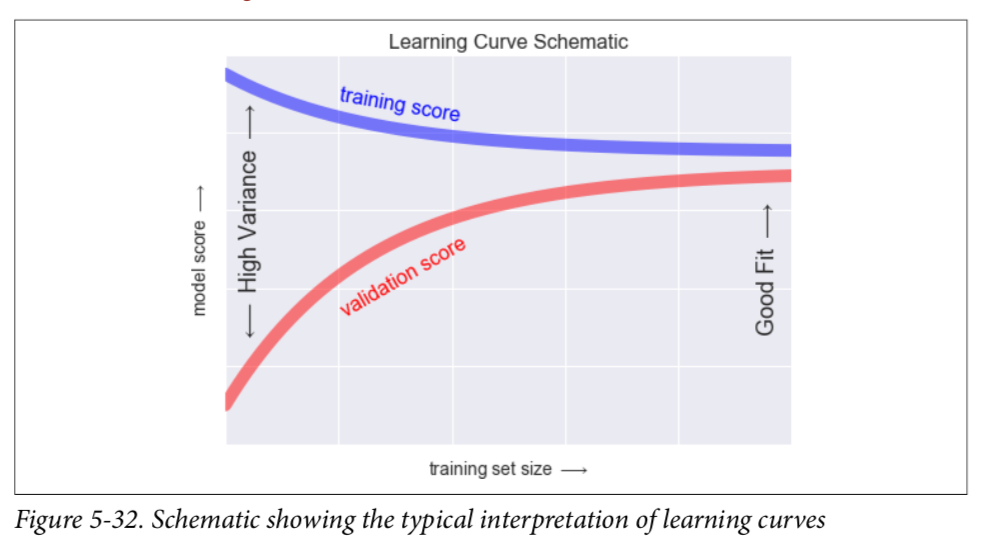 Learning Curve Schematic
training score
← High Variance →
model score →
validation score
Good Fit →
training set size →
Figure 5-32. Schematic showing the typical interpretation of learning curves